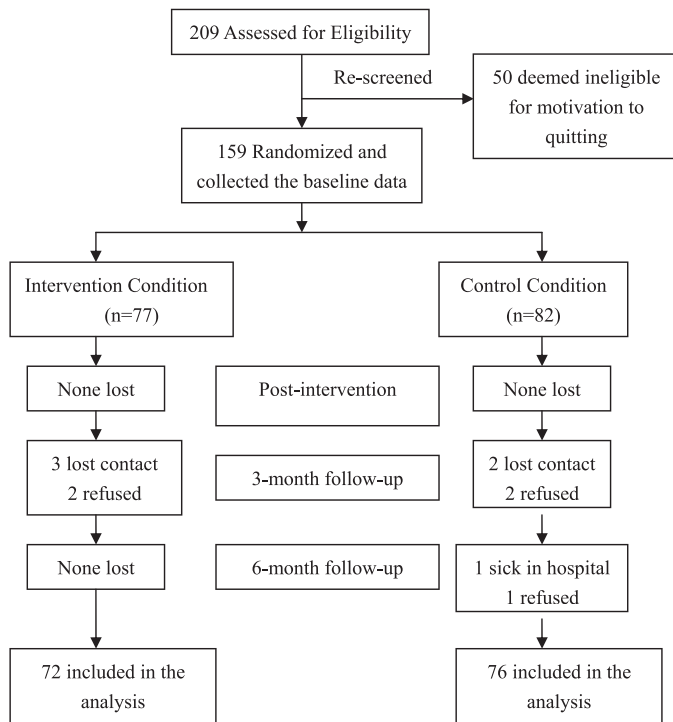 209 Assessed for Eligibility
Re-screened
50 deemed ineligible
for motivation to
quitting
159 Randomized and
collected the baseline data
Intervention Condition
(n=77)
Control Condition
(n=82)
None lost
Post-intervention
None lost
3 lost contact
2 refused
3-month follow-up
2 lost contact
2 refused
None lost
6-month follow-up
1 sick in hospital
1 refused
72 included in the
analysis
76 included in the
analysis